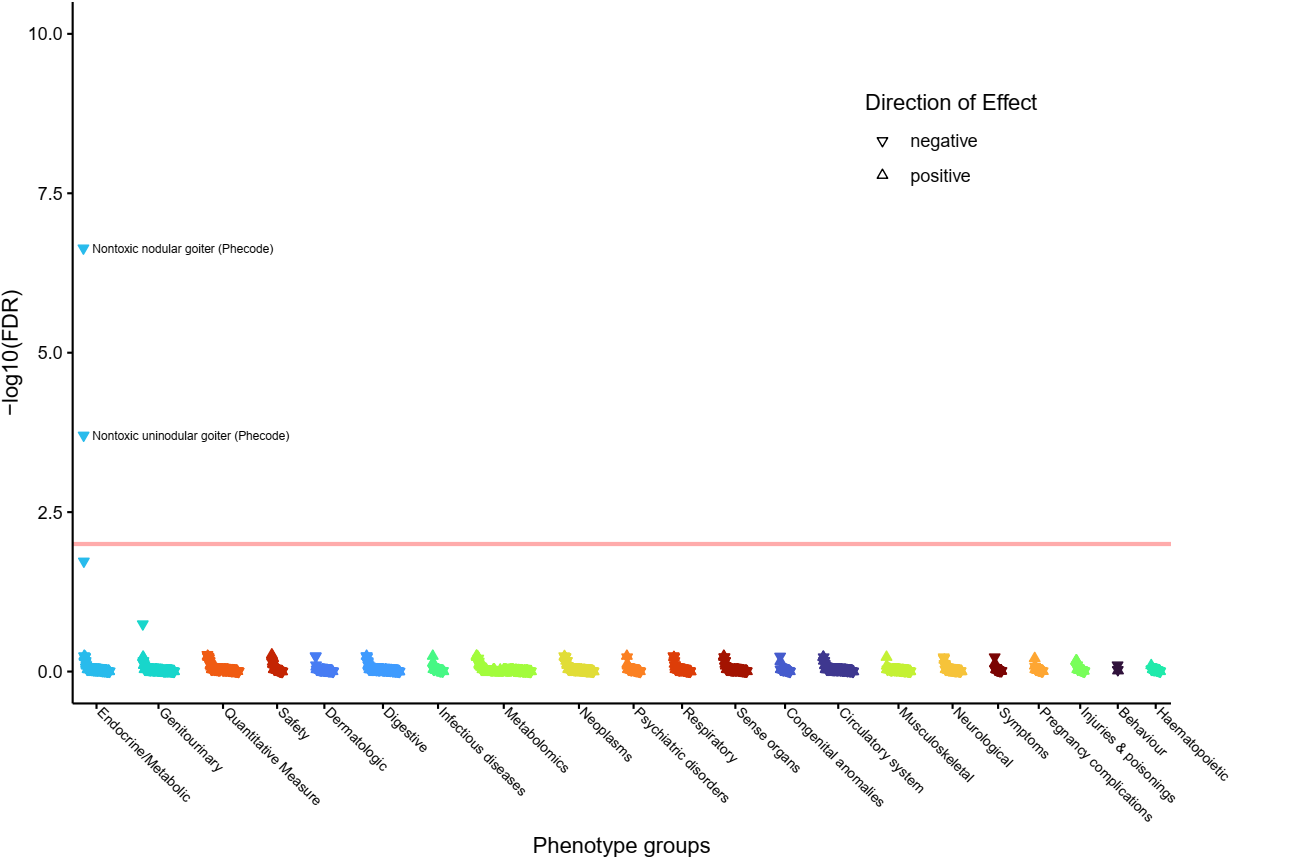 10.0
7.5
5.0
2.5
0.0
−log10(FDR)
Direction of Effect
negative
positive
Nontoxic nodular goiter (Phecode)
Nontoxic uninodular goiter (Phecode)
Endocrine/Metabolic
Genitourinary
Quantitative Measure
Safety
Dermatologic
Digestive
Infectious diseases
Metabolomics
Neoplasms
Psychiatric disorders
Respiratory
Sense organs
Congenital anomalies
Circulatory system
Musculoskeletal
Neurological
Symptoms
Pregnancy complications
Injuries & poisonings
Behaviour
Haematopoietic
Phenotype groups